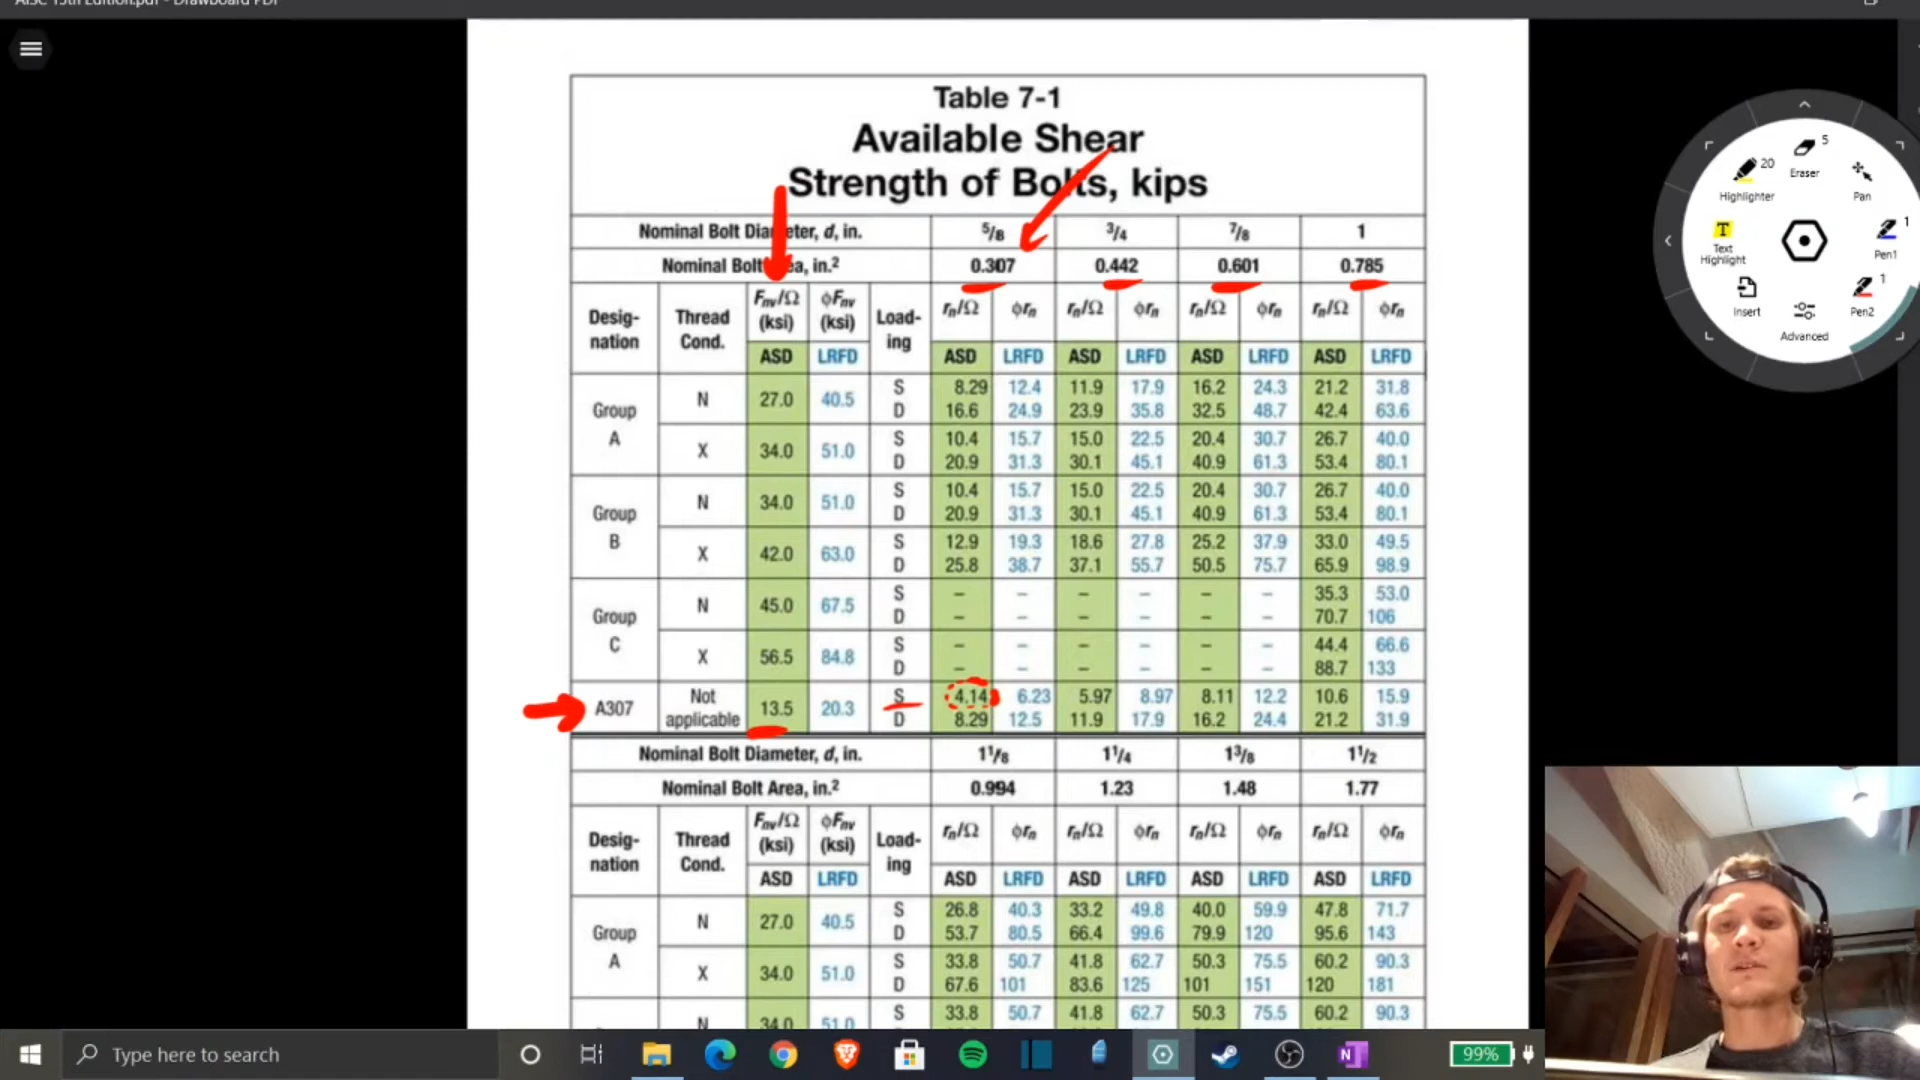 AISC 15th Edition.pdf - Drawboard PDF
Table 7-1
Available Shear
Strength of Bolts, kips
Nominal Bolt Diameter, d, in. 5/8 3/4 7/8 1
Nominal Bolt Area, in.² 0.307 0.442 0.601 0.785
Desig-nation Thread Cond. Fnv/Ω (ksi) ϕFnv (ksi) Load-ing rn/Ω ϕrn rn/Ω ϕrn rn/Ω ϕrn rn/Ω ϕrn
ASD LRFD ASD LRFD ASD LRFD ASD LRFD ASD LRFD
Group A N 27.0 40.5 S 8.29 12.4 11.9 17.9 16.2 24.3 21.2 31.8
D 16.6 24.9 23.9 35.8 32.5 48.7 42.4 63.6
X 34.0 51.0 S 10.4 15.7 15.0 22.5 20.4 30.7 26.7 40.0
D 20.9 31.3 30.1 45.1 40.9 61.3 53.4 80.1
Group B N 34.0 51.0 S 10.4 15.7 15.0 22.5 20.4 30.7 26.7 40.0
D 20.9 31.3 30.1 45.1 40.9 61.3 53.4 80.1
X 42.0 63.0 S 12.9 19.3 18.6 27.8 25.2 37.9 33.0 49.5
D 25.8 38.7 37.1 55.7 50.5 75.7 65.9 98.9
Group C N 45.0 67.5 S – – – – – – 35.3 53.0
D – – – – – – 70.7 106
X 56.5 84.8 S – – – – – – 44.4 66.6
D – – – – – – 88.7 133
A307 Not applicable 13.5 20.3 S 4.14 6.23 5.97 8.97 8.11 12.2 10.6 15.9
D 8.29 12.5 11.9 17.9 16.2 24.4 21.2 31.9
Nominal Bolt Diameter, d, in. 1 1/8 1 1/4 1 3/8 1 1/2
Nominal Bolt Area, in.² 0.994 1.23 1.48 1.77
Desig-nation Thread Cond. Fnv/Ω (ksi) ϕFnv (ksi) Load-ing rn/Ω ϕrn rn/Ω ϕrn rn/Ω ϕrn rn/Ω ϕrn
ASD LRFD ASD LRFD ASD LRFD ASD LRFD ASD LRFD
Group A N 27.0 40.5 S 26.8 40.3 33.2 49.8 40.0 59.9 47.8 71.7
D 53.7 80.5 66.4 99.6 79.9 120 95.6 143
X 34.0 51.0 S 33.8 50.7 41.8 62.7 50.3 75.5 60.2 90.3
D 67.6 101 83.6 125 101 151 120 181
N 34.0 51.0 S 33.8 50.7 41.8 62.7 50.3 75.5 60.2 90.3
5
20
Eraser
Highlighter
Pan
T
Text Highlight
1
Pen1
Insert
Advanced
1
Pen2
Type here to search
99%